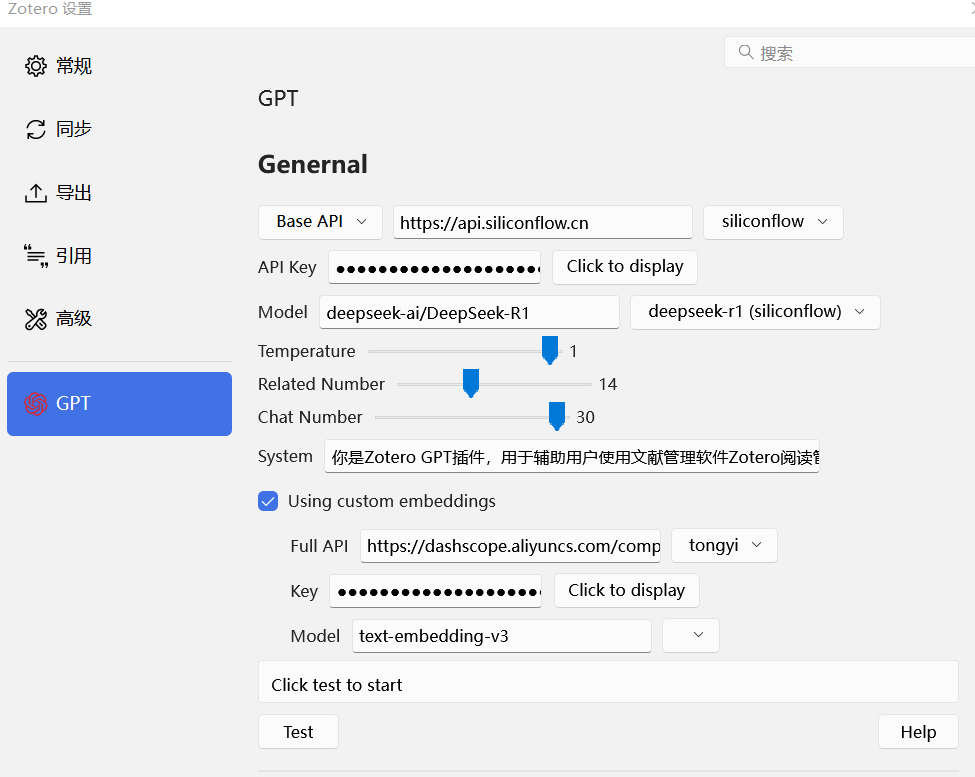 Zotero 设置
常规
同步
导出
引用
高级
GPT
搜索
GPT
Genernal
Base API https://api.siliconflow.cn siliconflow
API Key ●●●●●●●●●●●●●●●●●●●● Click to display
Model deepseek-ai/DeepSeek-R1 deepseek-r1 (siliconflow)
Temperature 1
Related Number 14
Chat Number 30
System 你是Zotero GPT插件，用于辅助用户使用文献管理软件Zotero阅读管
Using custom embeddings
Full API https://dashscope.aliyuncs.com/comp tongyi
Key ●●●●●●●●●●●●●●●●●●●● Click to display
Model text-embedding-v3
Click test to start
Test Help